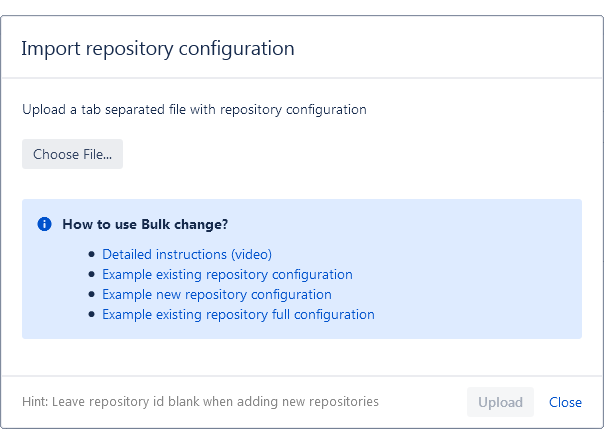 Import repository configuration
Upload a tab separated file with repository configuration
Choose File...
How to use Bulk change?
Detailed instructions (video)
Example existing repository configuration
Example new repository configuration
Example existing repository full configuration
Hint: Leave repository id blank when adding new repositories
Upload
Close